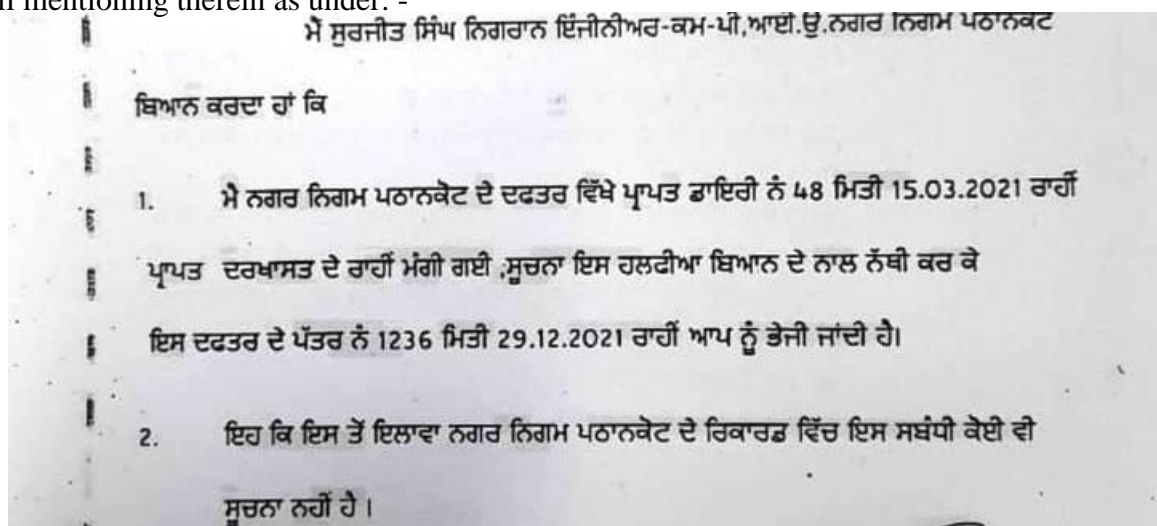 mentioning therein as under: -
ਮੈਂ ਸੁਰਜੀਤ ਸਿੰਘ ਨਿਗਰਾਨ ਇੰਜੀਨੀਅਰ-ਕਮ-ਪੀ,ਆਈ.ਉ.ਨਗਰ ਨਿਗਮ ਪਠਾਨਕੋਟ
ਬਿਆਨ ਕਰਦਾ ਹਾਂ ਕਿ
1. ਮੈ ਨਗਰ ਨਿਗਮ ਪਠਾਨਕੋਟ ਦੇ ਦਫਤਰ ਵਿੱਖੇ ਪ੍ਰਾਪਤ ਡਾਇਰੀ ਨੰ 48 ਮਿਤੀ 15.03.2021 ਰਾਹੀਂ
ਪ੍ਰਾਪਤ ਦਰਖਾਸਤ ਦੇ ਰਾਹੀਂ ਮੰਗੀ ਗਈ ,ਸੂਚਨਾ ਇਸ ਹਲਫੀਆ ਬਿਆਨ ਦੇ ਨਾਲ ਨੱਥੀ ਕਰ ਕੇ
ਇਸ ਦਫਤਰ ਦੇ ਪੱਤਰ ਨੰ 1236 ਮਿਤੀ 29.12.2021 ਰਾਹੀਂ ਆਪ ਨੂੰ ਭੇਜੀ ਜਾਂਦੀ ਹੈ।
2. ਇਹ ਕਿ ਇਸ ਤੋਂ ਇਲਾਵਾ ਨਗਰ ਨਿਗਮ ਪਠਾਨਕੋਟ ਦੇ ਰਿਕਾਰਡ ਵਿੱਚ ਇਸ ਸਬੰਧੀ ਕੋਈ ਵੀ
ਸੂਚਨਾ ਨਹੀਂ ਹੈ ।